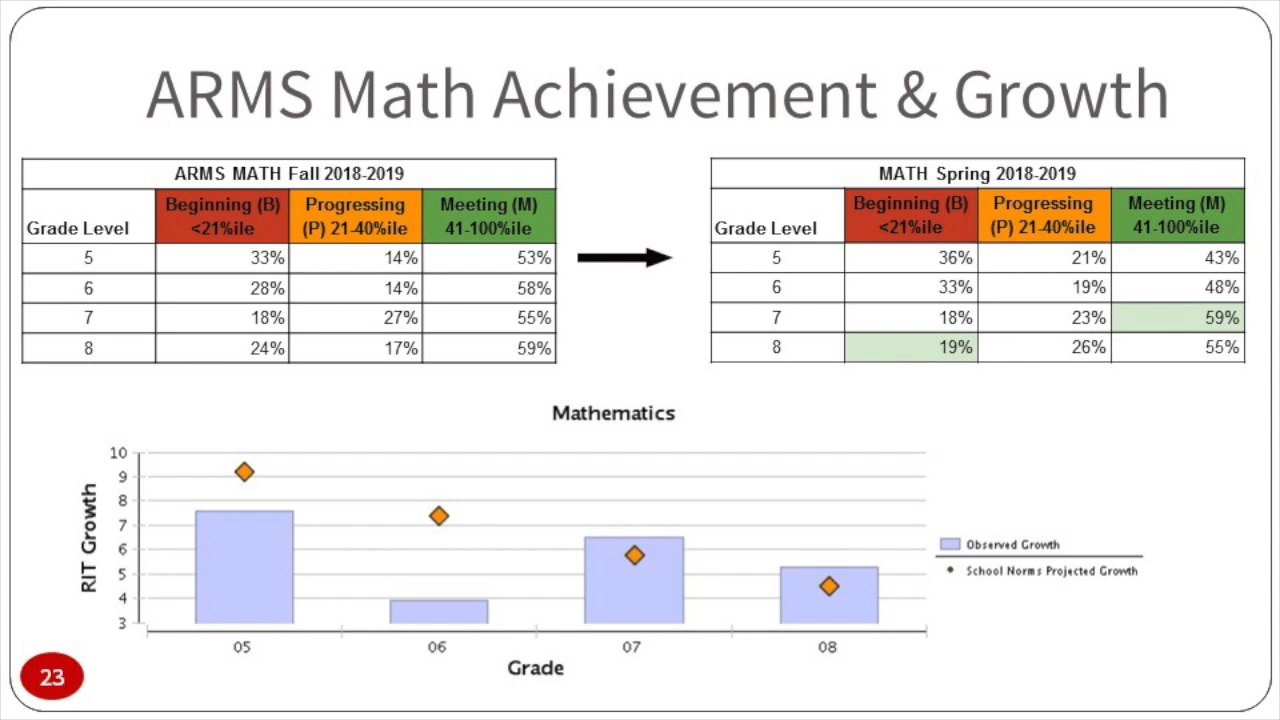 ARMS Math Achievement & Growth
ARMS MATH Fall 2018-2019
Grade Level Beginning (B) <21%ile Progressing (P) 21-40%ile Meeting (M) 41-100%ile
5 33% 14% 53%
6 28% 14% 58%
7 18% 27% 55%
8 24% 17% 59%
MATH Spring 2018-2019
Grade Level Beginning (B) <21%ile Progressing (P) 21-40%ile Meeting (M) 41-100%ile
5 36% 21% 43%
6 33% 19% 48%
7 18% 23% 59%
8 19% 26% 55%
Mathematics
RIT Growth
10
9
8
7
6
5
4
3
05 06 07 08
Grade
Observed Growth
School Norms Projected Growth
23